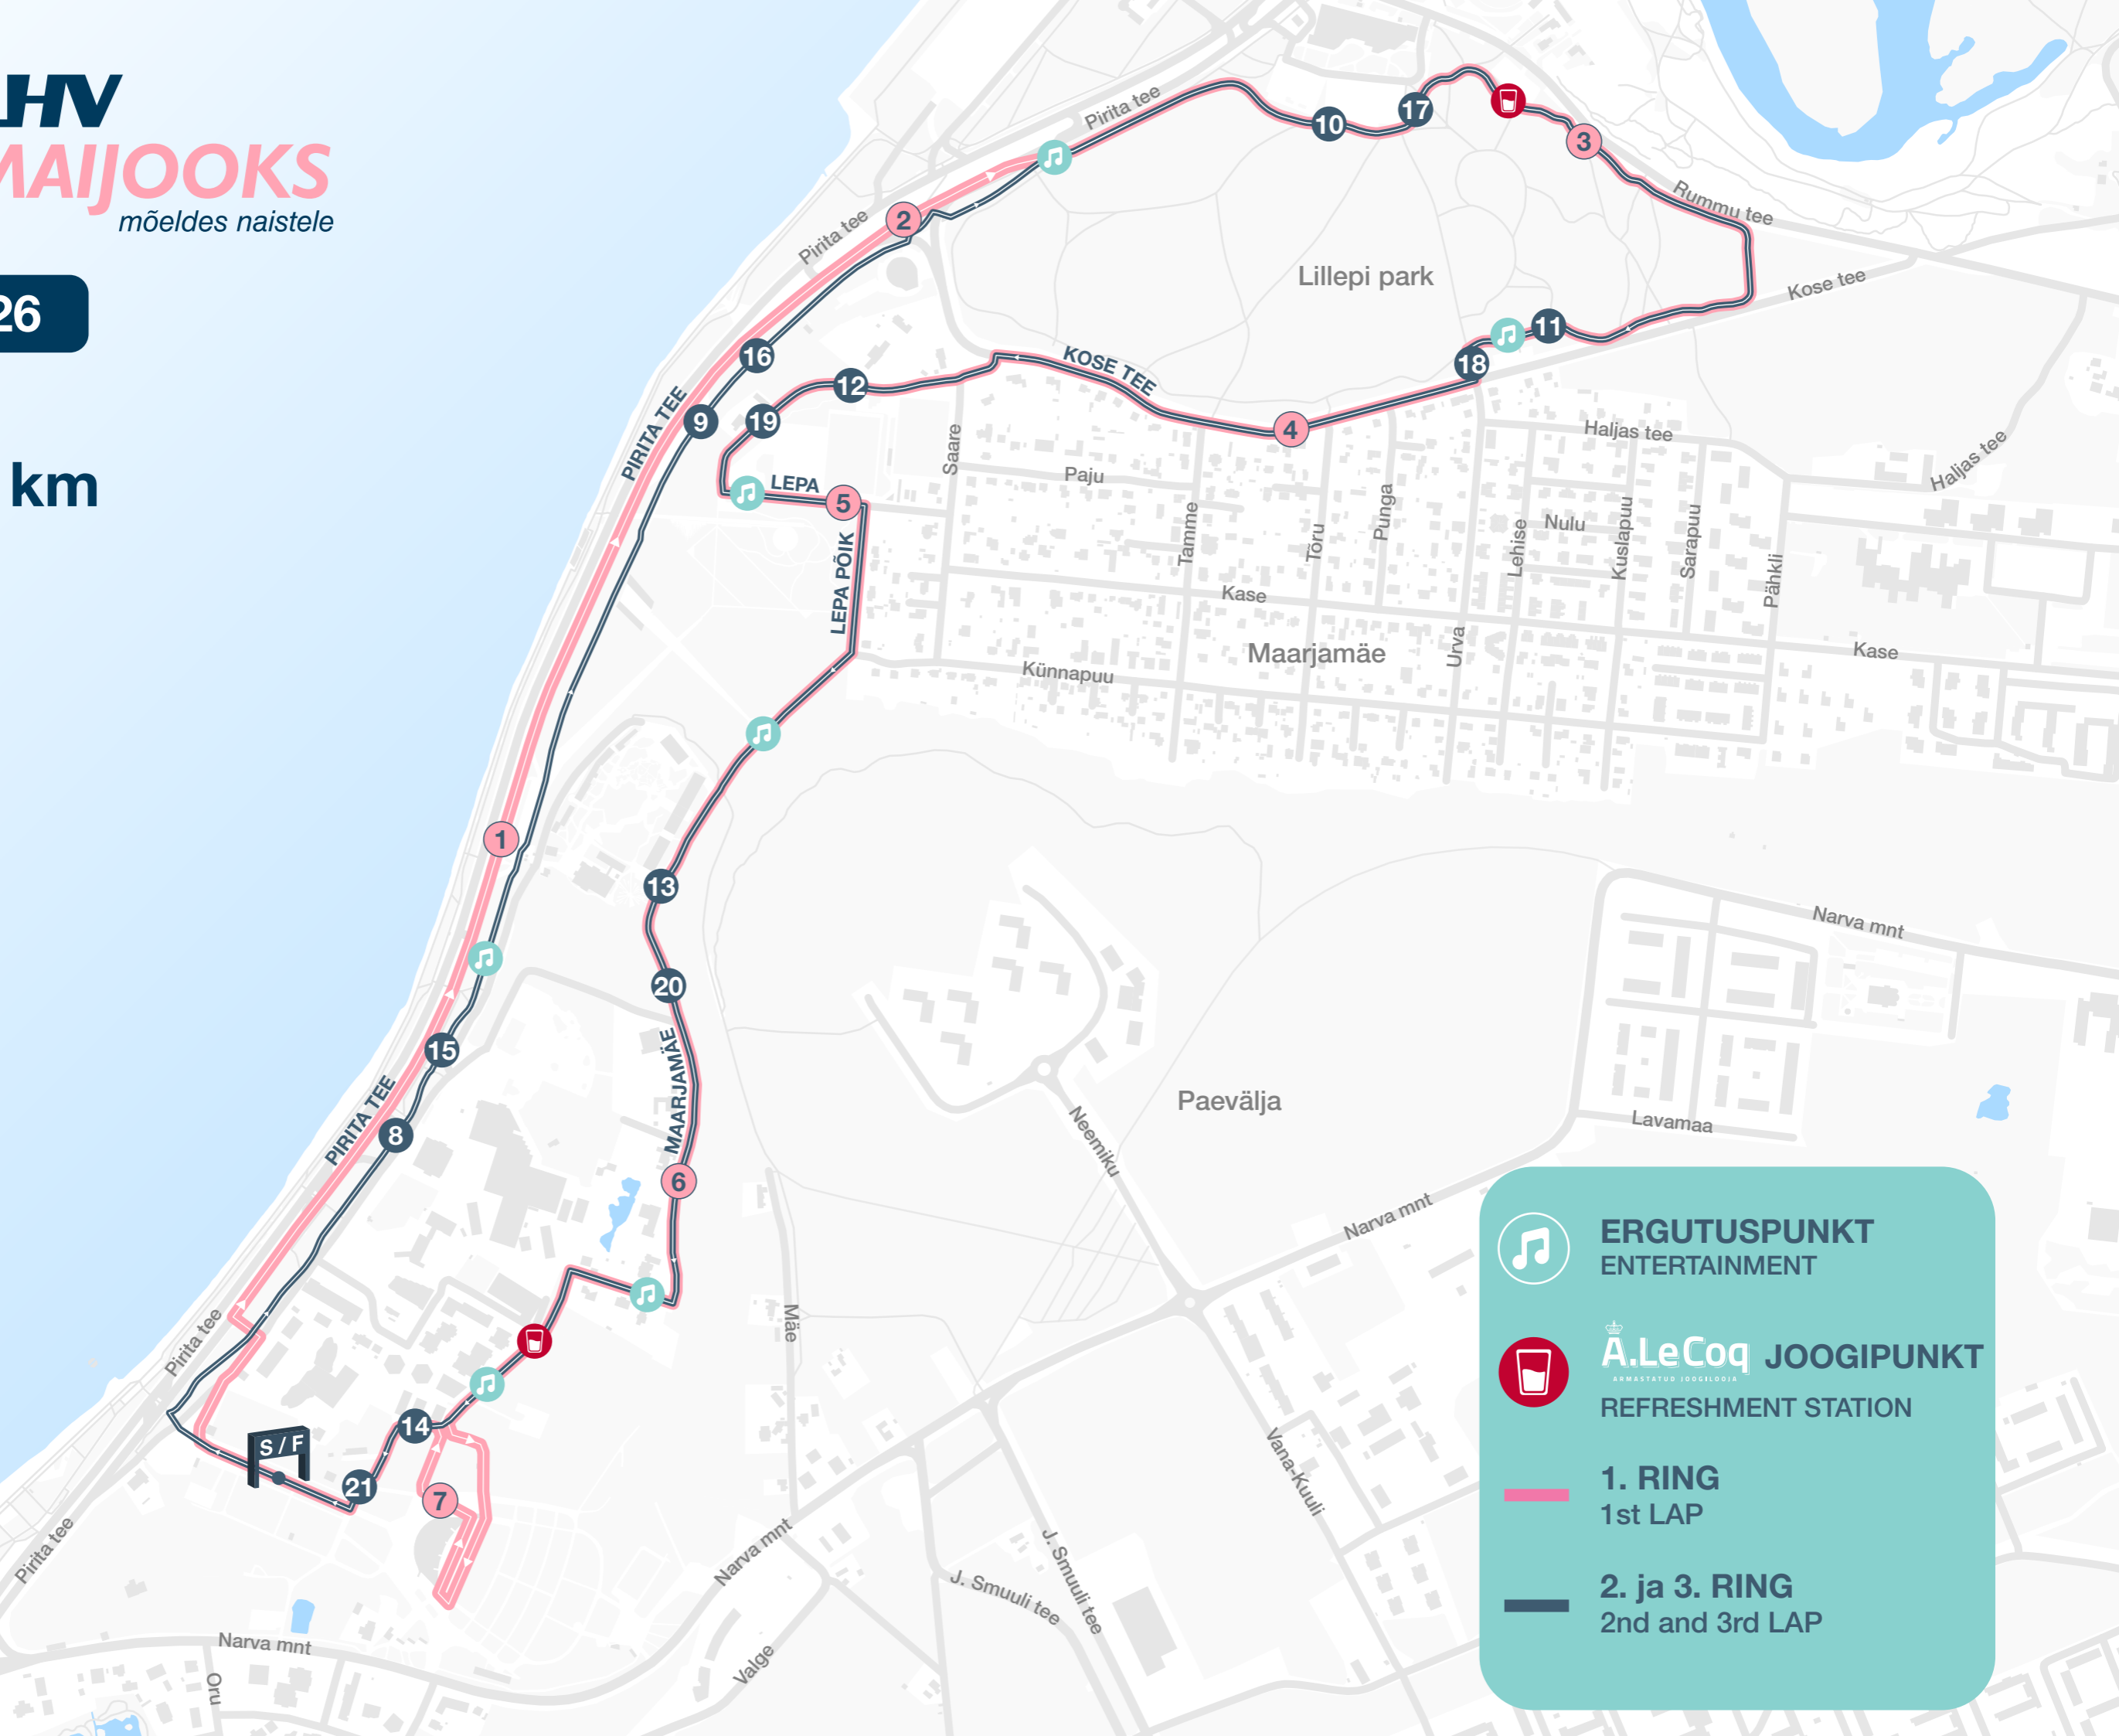 LHV
MAIJOOKS
mõeldes naistele
26
km
Pirita tee
10
17
3
2
Pirita tee
Rummu tee
Lillepi park
Kose tee
11
18
16
KOSE TEE
12
9
19
4
PIRITA TEE
Saare
Haljas tee
Haljas tee
LEPA
5
Paju
Tamme
Toru
Punga
Lehise
Nulu
Kuslapuu
Sarapuu
Pähkli
LEPA PÕIK
Kase
Maarjamäe
Urva
Kase
Künnapuu
1
13
Narva mnt
20
15
MAARJAMÄE
PIRITA TEE
8
Paevälja
Neemiku
Lavamaa
6
Narva mnt
Pirita tee
Mäe
14
S / F
21
7
Vana-Kuuli
Pirita tee
Narva mnt
J. Smuuli tee
J. Smuuli tee
Narva mnt
Valge
Oru
ERGUTUSPUNKT
ENTERTAINMENT
A.LeCoq JOOGIPUNKT
ARMASTATUD JOOGILOOJA
REFRESHMENT STATION
1. RING
1st LAP
2. ja 3. RING
2nd and 3rd LAP